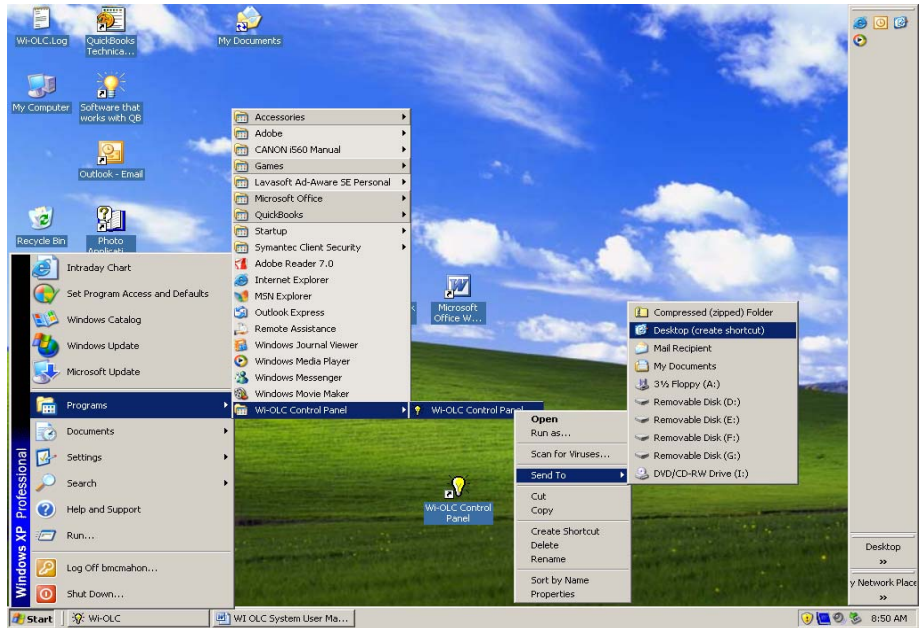 Wi-OLC.Log
QuickBooks
Technica...
My Documents
My Computer
Software that
works with QB
Outlook - Email
Recycle Bin
Photo
Applicati...
Microsoft
Office W...
Wi-OLC Control
Panel
Intraday Chart
Set Program Access and Defaults
Windows Catalog
Windows Update
Microsoft Update
Programs
Documents
Settings
Search
Help and Support
Run...
Log Off bmcmahon...
Shut Down...
Windows XP Professional
Accessories
Adobe
CANON i560 Manual
Games
Lavasoft Ad-Aware SE Personal
Microsoft Office
QuickBooks
Startup
Symantec Client Security
Adobe Reader 7.0
Internet Explorer
MSN Explorer
Outlook Express
Remote Assistance
Windows Journal Viewer
Windows Media Player
Windows Messenger
Windows Movie Maker
Wi-OLC Control Panel
Wi-OLC Control Panel
Open
Run as...
Scan for Viruses...
Send To
Cut
Copy
Create Shortcut
Delete
Rename
Sort by Name
Properties
Compressed (zipped) Folder
Desktop (create shortcut)
Mail Recipient
My Documents
3½ Floppy (A:)
Removable Disk (D:)
Removable Disk (E:)
Removable Disk (F:)
Removable Disk (G:)
DVD/CD-RW Drive (I:)
Desktop
»
y Network Place
»
Start
Wi-OLC
WI OLC System User Ma...
8:50 AM